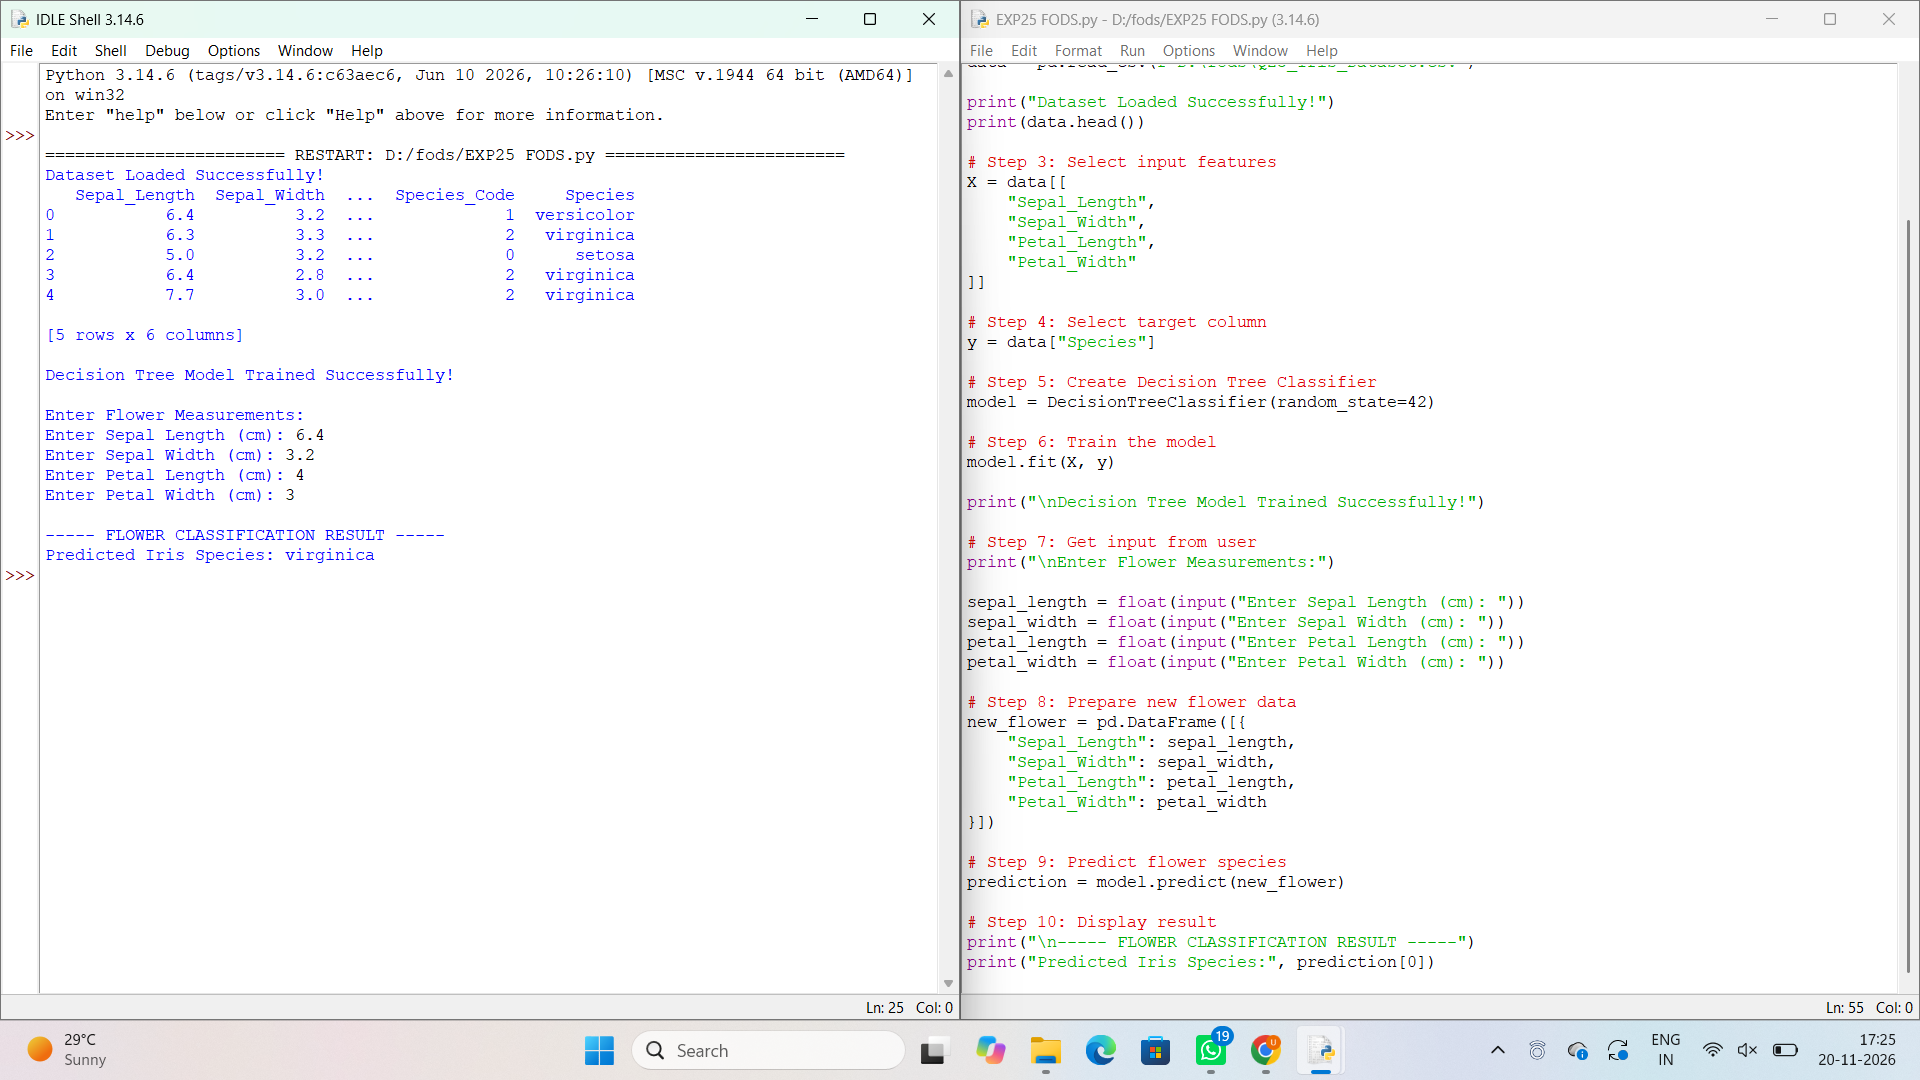 IDLE Shell 3.14.6
File Edit Shell Debug Options Window Help
Python 3.14.6 (tags/v3.14.6:c63aec6, Jun 10 2026, 10:26:10) [MSC v.1944 64 bit (AMD64)]
on win32
Enter "help" below or click "Help" above for more information.
>>>
======================== RESTART: D:/fods/EXP25 FODS.py ========================
Dataset Loaded Successfully!
   Sepal_Length  Sepal_Width  ...  Species_Code     Species
0           6.4          3.2  ...             1  versicolor
1           6.3          3.3  ...             2   virginica
2           5.0          3.2  ...             0      setosa
3           6.4          2.8  ...             2   virginica
4           7.7          3.0  ...             2   virginica
[5 rows x 6 columns]
Decision Tree Model Trained Successfully!
Enter Flower Measurements:
Enter Sepal Length (cm): 6.4
Enter Sepal Width (cm): 3.2
Enter Petal Length (cm): 4
Enter Petal Width (cm): 3
----- FLOWER CLASSIFICATION RESULT -----
Predicted Iris Species: virginica
>>>
Ln: 25 Col: 0
EXP25 FODS.py - D:/fods/EXP25 FODS.py (3.14.6)
File Edit Format Run Options Window Help
print("Dataset Loaded Successfully!")
print(data.head())
# Step 3: Select input features
X = data[[
    "Sepal_Length",
    "Sepal_Width",
    "Petal_Length",
    "Petal_Width"
]]
# Step 4: Select target column
y = data["Species"]
# Step 5: Create Decision Tree Classifier
model = DecisionTreeClassifier(random_state=42)
# Step 6: Train the model
model.fit(X, y)
print("\nDecision Tree Model Trained Successfully!")
# Step 7: Get input from user
print("\nEnter Flower Measurements:")
sepal_length = float(input("Enter Sepal Length (cm): "))
sepal_width = float(input("Enter Sepal Width (cm): "))
petal_length = float(input("Enter Petal Length (cm): "))
petal_width = float(input("Enter Petal Width (cm): "))
# Step 8: Prepare new flower data
new_flower = pd.DataFrame([{
    "Sepal_Length": sepal_length,
    "Sepal_Width": sepal_width,
    "Petal_Length": petal_length,
    "Petal_Width": petal_width
}])
# Step 9: Predict flower species
prediction = model.predict(new_flower)
# Step 10: Display result
print("\n----- FLOWER CLASSIFICATION RESULT -----")
print("Predicted Iris Species:", prediction[0])
Ln: 55 Col: 0
29°C
Sunny
Search
19
U
ENG
IN
17:25
20-11-2026